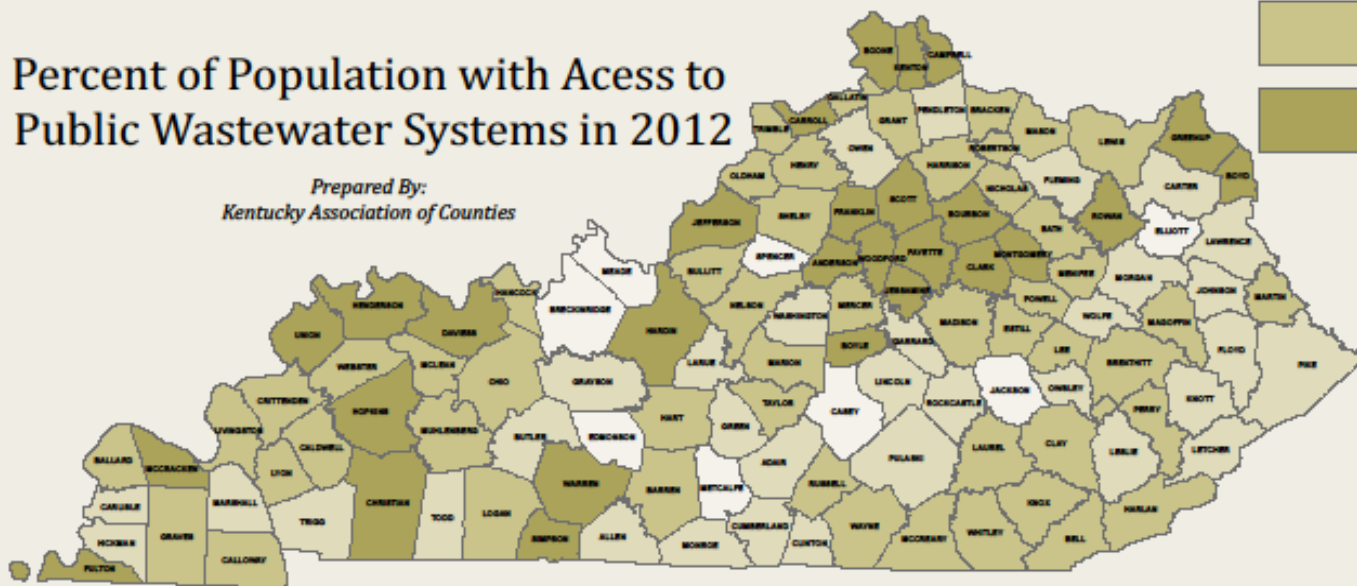 Percent of Population with Acess to
Public Wastewater Systems in 2012
Prepared By:
Kentucky Association of Counties
BOONE
KENTON
CAMPBELL
GALLATIN
CARROLL
TRIMBLE
GRANT
PENDLETON
BRACKEN
OWEN
MASON
ROBERTSON
LEWIS
GREENUP
OLDHAM
HENRY
HARRISON
NICHOLAS
FLEMING
CARTER
BOYD
JEFFERSON
SHELBY
FRANKLIN
SCOTT
BOURBON
BATH
ROWAN
ELLIOTT
LAWRENCE
MEADE
BULLITT
SPENCER
ANDERSON
WOODFORD
FAYETTE
CLARK
MONTGOMERY
MENIFEE
MORGAN
JOHNSON
MARTIN
HENDERSON
HANCOCK
BRECKINRIDGE
NELSON
WASHINGTON
MERCER
JESSAMINE
POWELL
WOLFE
MAGOFFIN
UNION
DAVIESS
HARDIN
MADISON
ESTILL
LEE
BOYLE
GARRARD
WEBSTER
MCLEAN
OHIO
GRAYSON
LARUE
MARION
LINCOLN
JACKSON
OWSLEY
BREATHITT
FLOYD
PIKE
CRITTENDEN
HOPKINS
MUHLENBERG
HART
TAYLOR
CASEY
ROCKCASTLE
PERRY
KNOTT
LIVINGSTON
CALDWELL
BUTLER
EDMONSON
GREEN
LAUREL
CLAY
LESLIE
LETCHER
BALLARD
MCCRACKEN
LYON
WARREN
BARREN
METCALFE
ADAIR
RUSSELL
PULASKI
CARLISLE
MARSHALL
CHRISTIAN
TRIGG
TODD
LOGAN
SIMPSON
ALLEN
MONROE
CUMBERLAND
CLINTON
WAYNE
MCCREARY
WHITLEY
KNOX
BELL
HARLAN
HICKMAN
GRAVES
CALLOWAY
FULTON